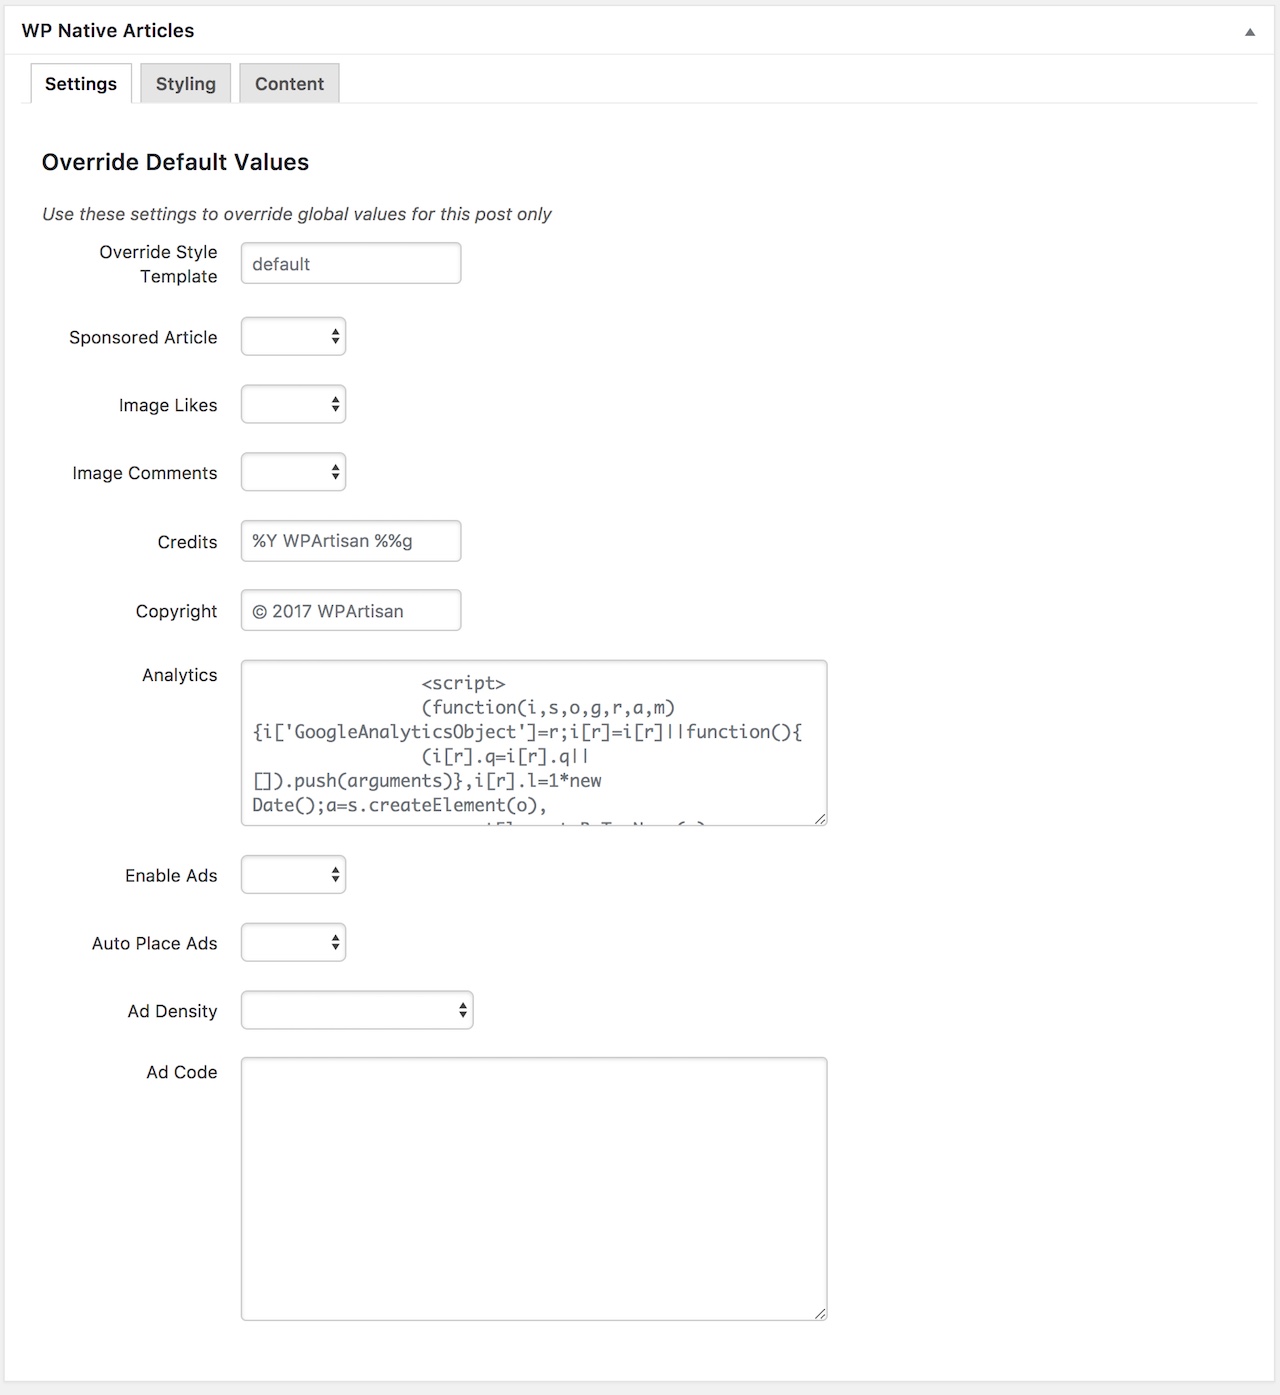 WP Native Articles
Settings Styling Content
Override Default Values
Use these settings to override global values for this post only
Override Style
Template
default
Sponsored Article
Image Likes
Image Comments
Credits
%Y WPArtisan %%g
Copyright
© 2017 WPArtisan
Analytics
<script>
(function(i,s,o,g,r,a,m)
{i['GoogleAnalyticsObject']=r;i[r]=i[r]||function(){
(i[r].q=i[r].q||
[]).push(arguments)},i[r].l=1*new
Date();a=s.createElement(o),
Enable Ads
Auto Place Ads
Ad Density
Ad Code